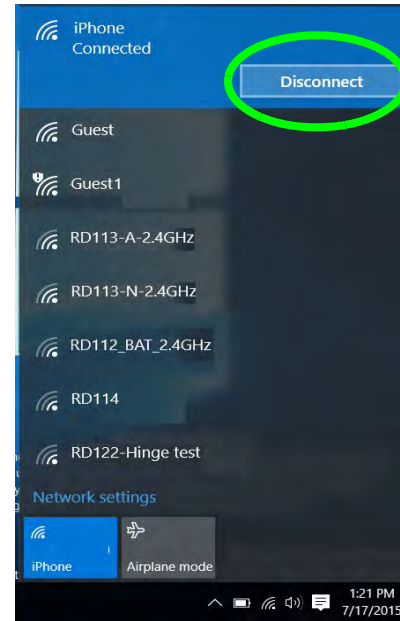 iPhone
Connected
Disconnect
Guest
Guest1
RD113-A-2.4GHz
RD113-N-2.4GHz
RD112_BAT_2.4GHz
RD114
RD122-Hinge test
Network settings
iPhone
Airplane mode
1:21 PM
7/17/2015